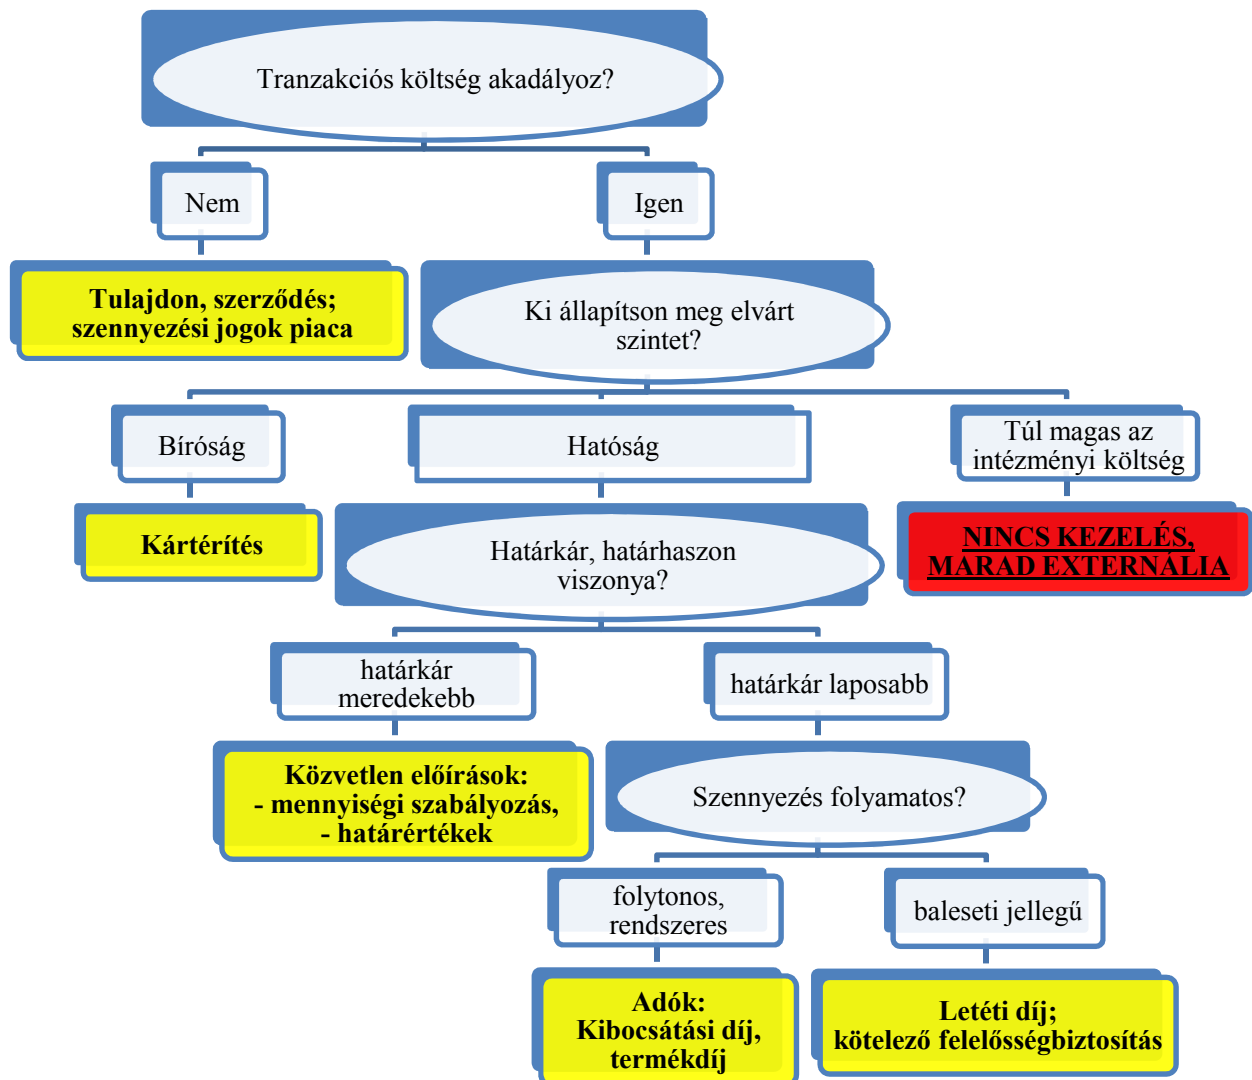 Tranzakciós költség akadályoz?
Nem
Igen
Tulajdon, szerződés;
szennyezési jogok piaca
Ki állapítson meg elvárt
szintet?
Bíróság
Hatóság
Túl magas az
intézményi költség
Kártérítés
NINCS KEZELÉS,
MARAD EXTERNÁLIA
Határkár, határhaszon
viszonya?
határkár
meredekebb
határkár laposabb
Közvetlen előírások:
- mennyiségi szabályozás,
- határértékek
Szennyezés folyamatos?
folytonos,
rendszeres
baleseti jellegű
Adók:
Kibocsátási díj,
termékdíj
Letéti díj;
kötelező felelősségbiztosítás